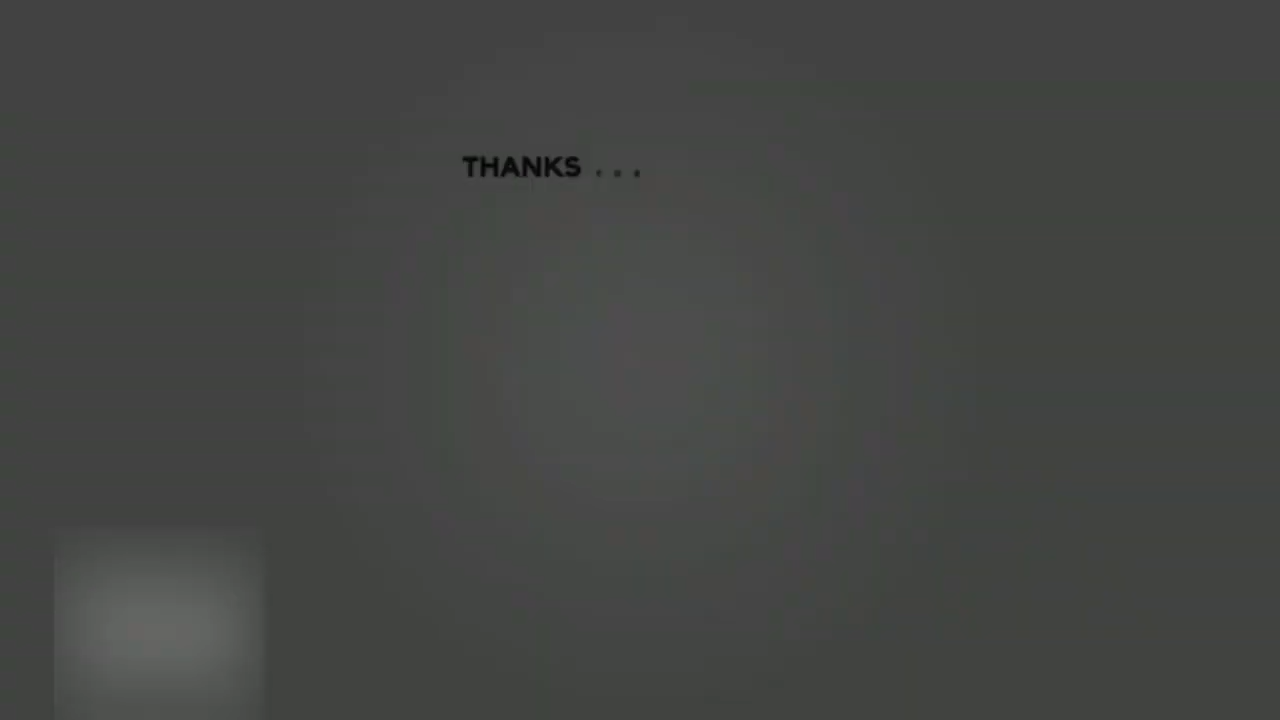 THANKS . . .